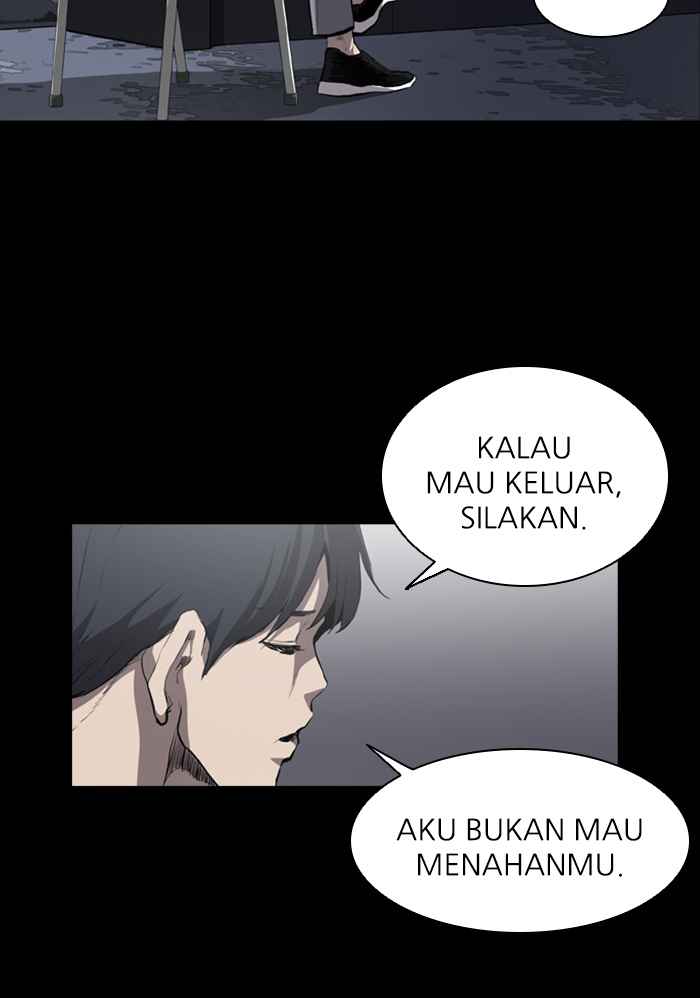 KALAU
MAU KELUAR,
SILAKAN.
AKU BUKAN MAU
MENAHANMU.